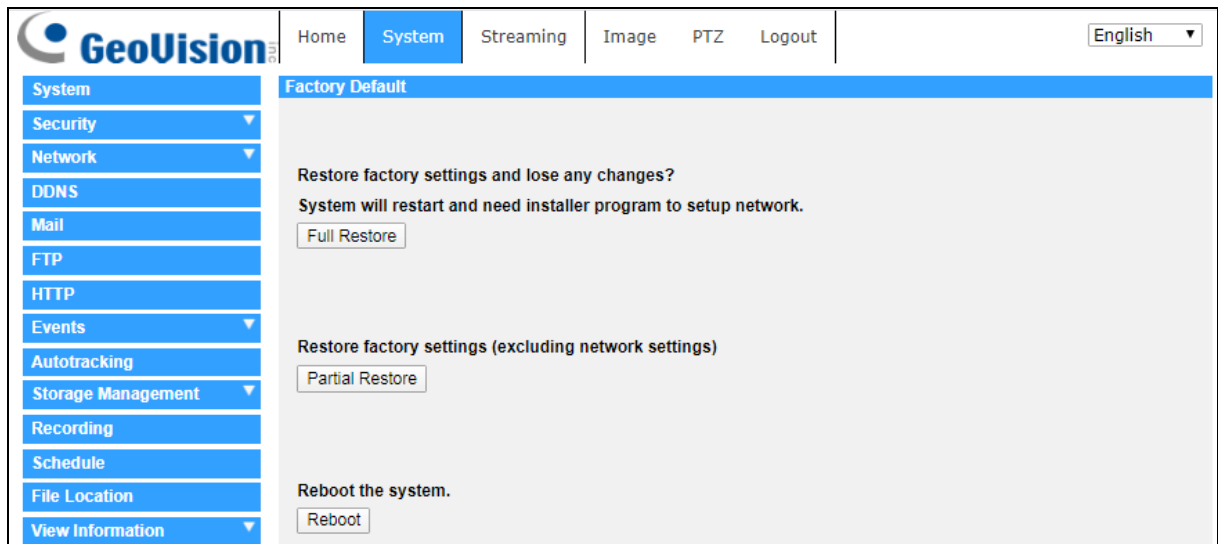 GeoVision inc
Home System Streaming Image PTZ Logout English
System
Security
Network
DDNS
Mail
FTP
HTTP
Events
Autotracking
Storage Management
Recording
Schedule
File Location
View Information
Factory Default
Restore factory settings and lose any changes?
System will restart and need installer program to setup network.
Full Restore
Restore factory settings (excluding network settings)
Partial Restore
Reboot the system.
Reboot